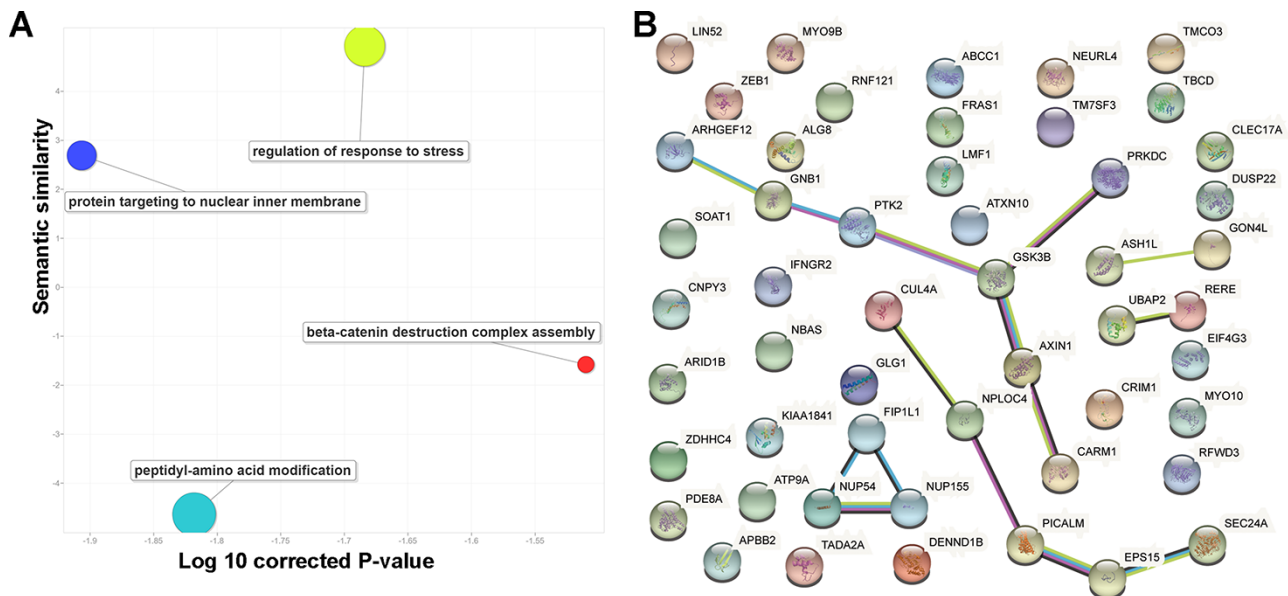 A
Semantic similarity
4
3
2
1
0
-1
-2
-3
-4
regulation of response to stress
protein targeting to nuclear inner membrane
beta-catenin destruction complex assembly
peptidyl-amino acid modification
-1.9
-1.85
-1.8
-1.75
-1.7
-1.65
-1.6
-1.55
Log 10 corrected P-value
B
LIN52
MYO9B
TMCO3
ABCC1
NEURL4
ZEB1
RNF121
TBCD
FRAS1
TM7SF3
ARHGEF12
ALG8
CLEC17A
LMF1
PRKDC
GNB1
DUSP22
SOAT1
PTK2
ATXN10
GON4L
ASH1L
IFNGR2
GSK3B
CNPY3
CUL4A
UBAP2
RERE
NBAS
EIF4G3
ARID1B
GLG1
AXIN1
CRIM1
NPLOC4
MYO10
KIAA1841
FIP1L1
ZDHHC4
CARM1
RFWD3
ATP9A
NUP54
NUP155
PDE8A
PICALM
SEC24A
APBB2
TADA2A
DENND1B
EPS15